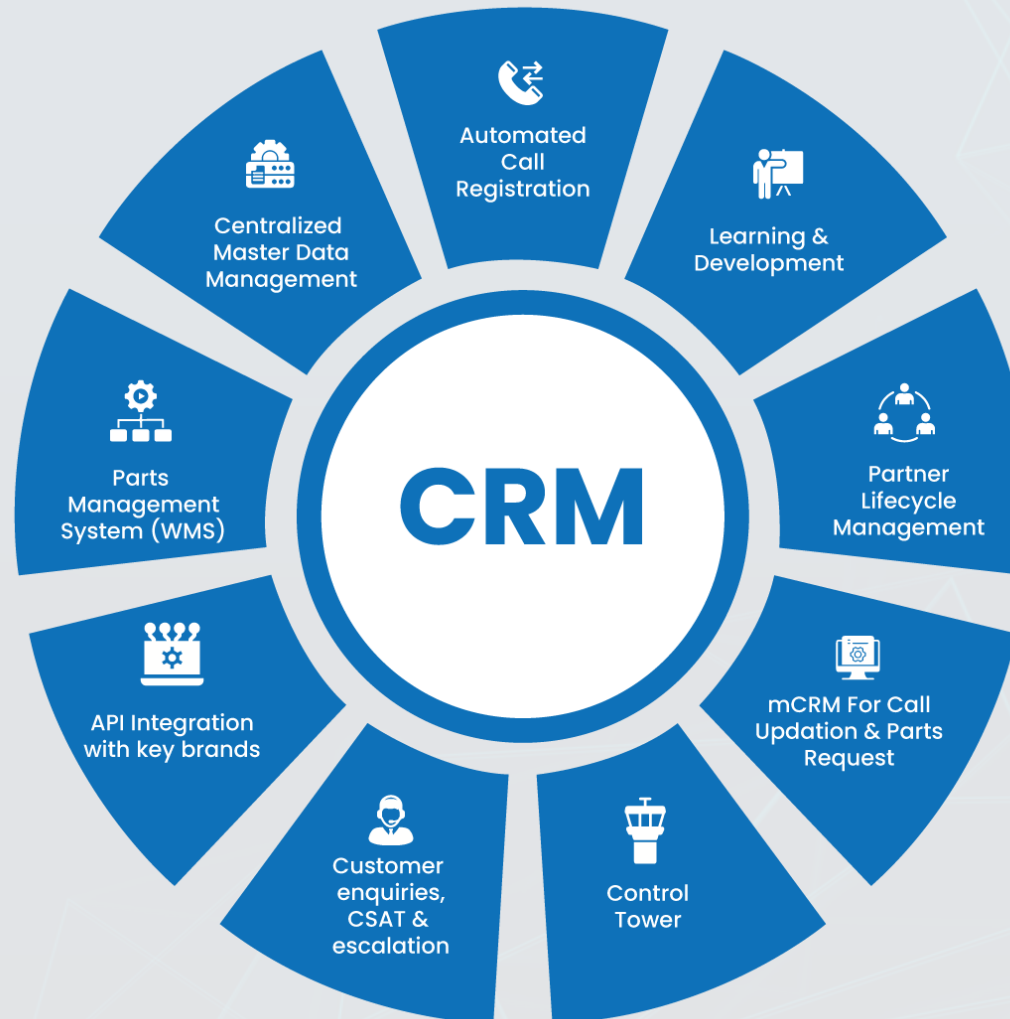 Automated
Call
Registration
Learning &
Development
Partner
Lifecycle
Management
mCRM For Call
Updation & Parts
Request
Control
Tower
Customer
enquiries,
CSAT &
escalation
API Integration
with key brands
Parts
Management
System (WMS)
Centralized
Master Data
Management
CRM